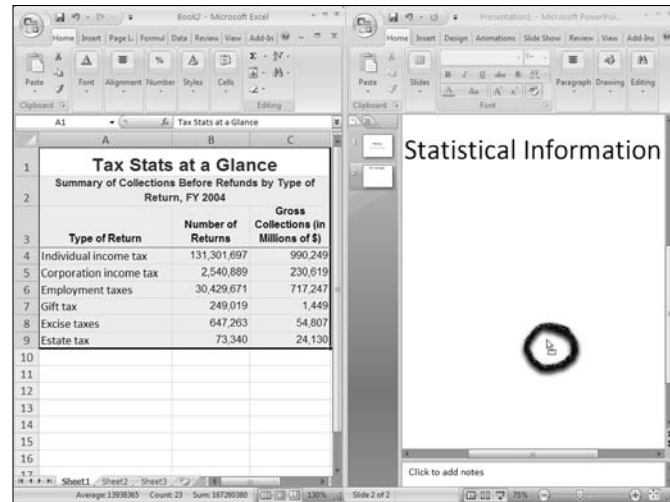 Book2 - Microsoft Excel
Home Insert Page L. Formul Data Review View Add-In
Paste Font Alignment Number Styles Cells
Clipboard Editing
A1 fx Tax Stats at a Glance
A B C
1 Tax Stats at a Glance
Summary of Collections Before Refunds by Type of
2 Return, FY 2004
Gross
Number of Collections (in
3 Type of Return Returns Millions of $)
4 Individual income tax 131,301,697 990,249
5 Corporation income tax 2,540,889 230,619
6 Employment taxes 30,429,671 717,247
7 Gift tax 249,019 1,449
8 Excise taxes 647,263 54,807
9 Estate tax 73,340 24,130
10
11
12
13
14
15
16
17
Sheet1 Sheet2 Sheet3
Average: 13938365 Count: 23 Sum: 167260380 130%
Presentation1 - Microsoft PowerPoi...
Home Insert Design Animations Slide Show Review View Add-Ins
Paste Slides Paragraph Drawing Editing
Clipboard Font
1
2
Statistical Information
Click to add notes
Slide 2 of 2 75%